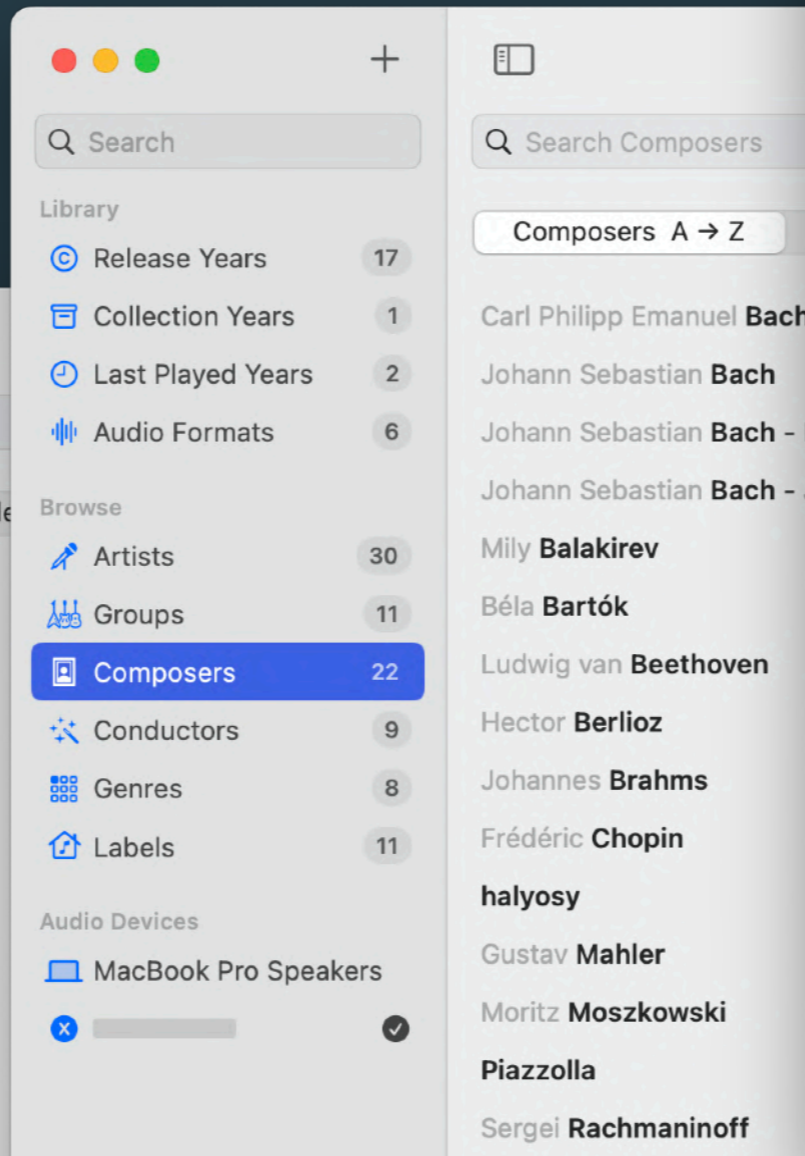 Search
Library
Release Years 17
Collection Years 1
Last Played Years 2
Audio Formats 6
Browse
Artists 30
Groups 11
Composers 22
Conductors 9
Genres 8
Labels 11
Audio Devices
MacBook Pro Speakers
Search Composers
Composers A → Z
Carl Philipp Emanuel Bach
Johann Sebastian Bach
Johann Sebastian Bach -
Johann Sebastian Bach -
Mily Balakirev
Béla Bartók
Ludwig van Beethoven
Hector Berlioz
Johannes Brahms
Frédéric Chopin
halyosy
Gustav Mahler
Moritz Moszkowski
Piazzolla
Sergei Rachmaninoff